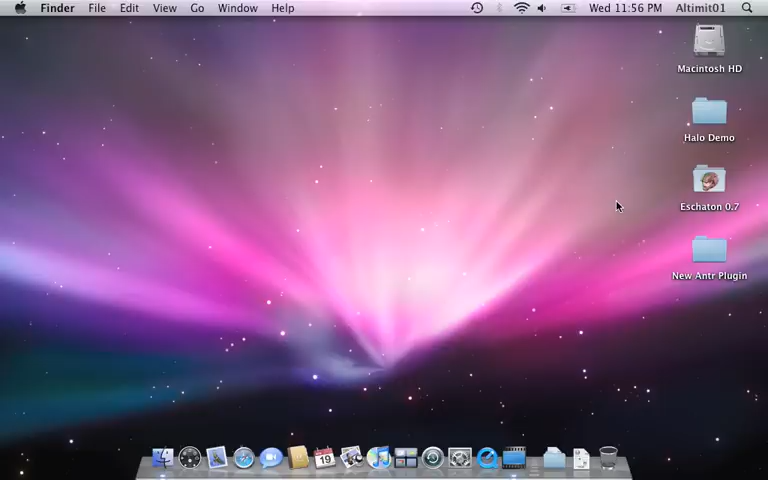 Finder File Edit View Go Window Help Wed 11:56 PM Altimit01
Macintosh HD
Halo Demo
Eschaton 0.7
New Antr Plugin
19